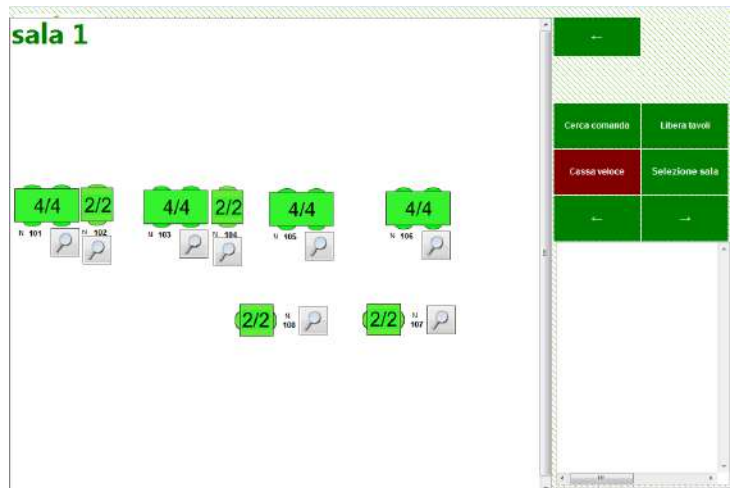 sala 1
←
Cerca comanda
Libera tavoli
Cassa veloce
Selezione sala
← →
4/4 2/2 4/4 2/2 4/4 4/4
N 101 N 102 N 103 N 104 N 105 N 106
2/2 N 108 2/2 N 107